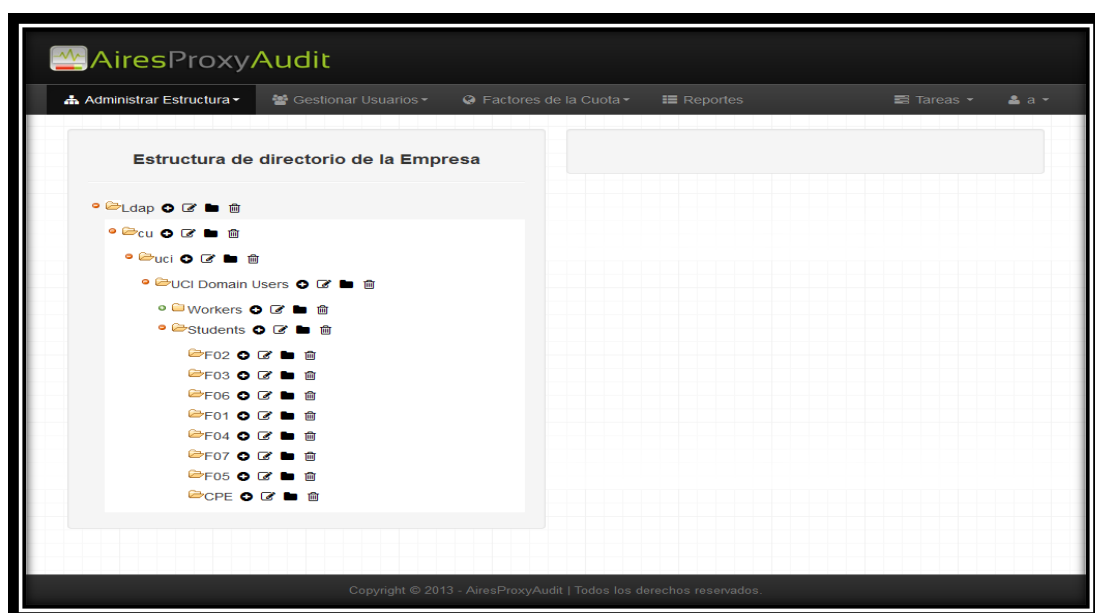 AiresProxyAudit
Administrar Estructura Gestionar Usuarios Factores de la Cuota Reportes Tareas a
Estructura de directorio de la Empresa
Ldap
cu
uci
UCI Domain Users
Workers
Students
F02
F03
F06
F01
F04
F07
F05
CPE
Copyright © 2013 - AiresProxyAudit | Todos los derechos reservados.